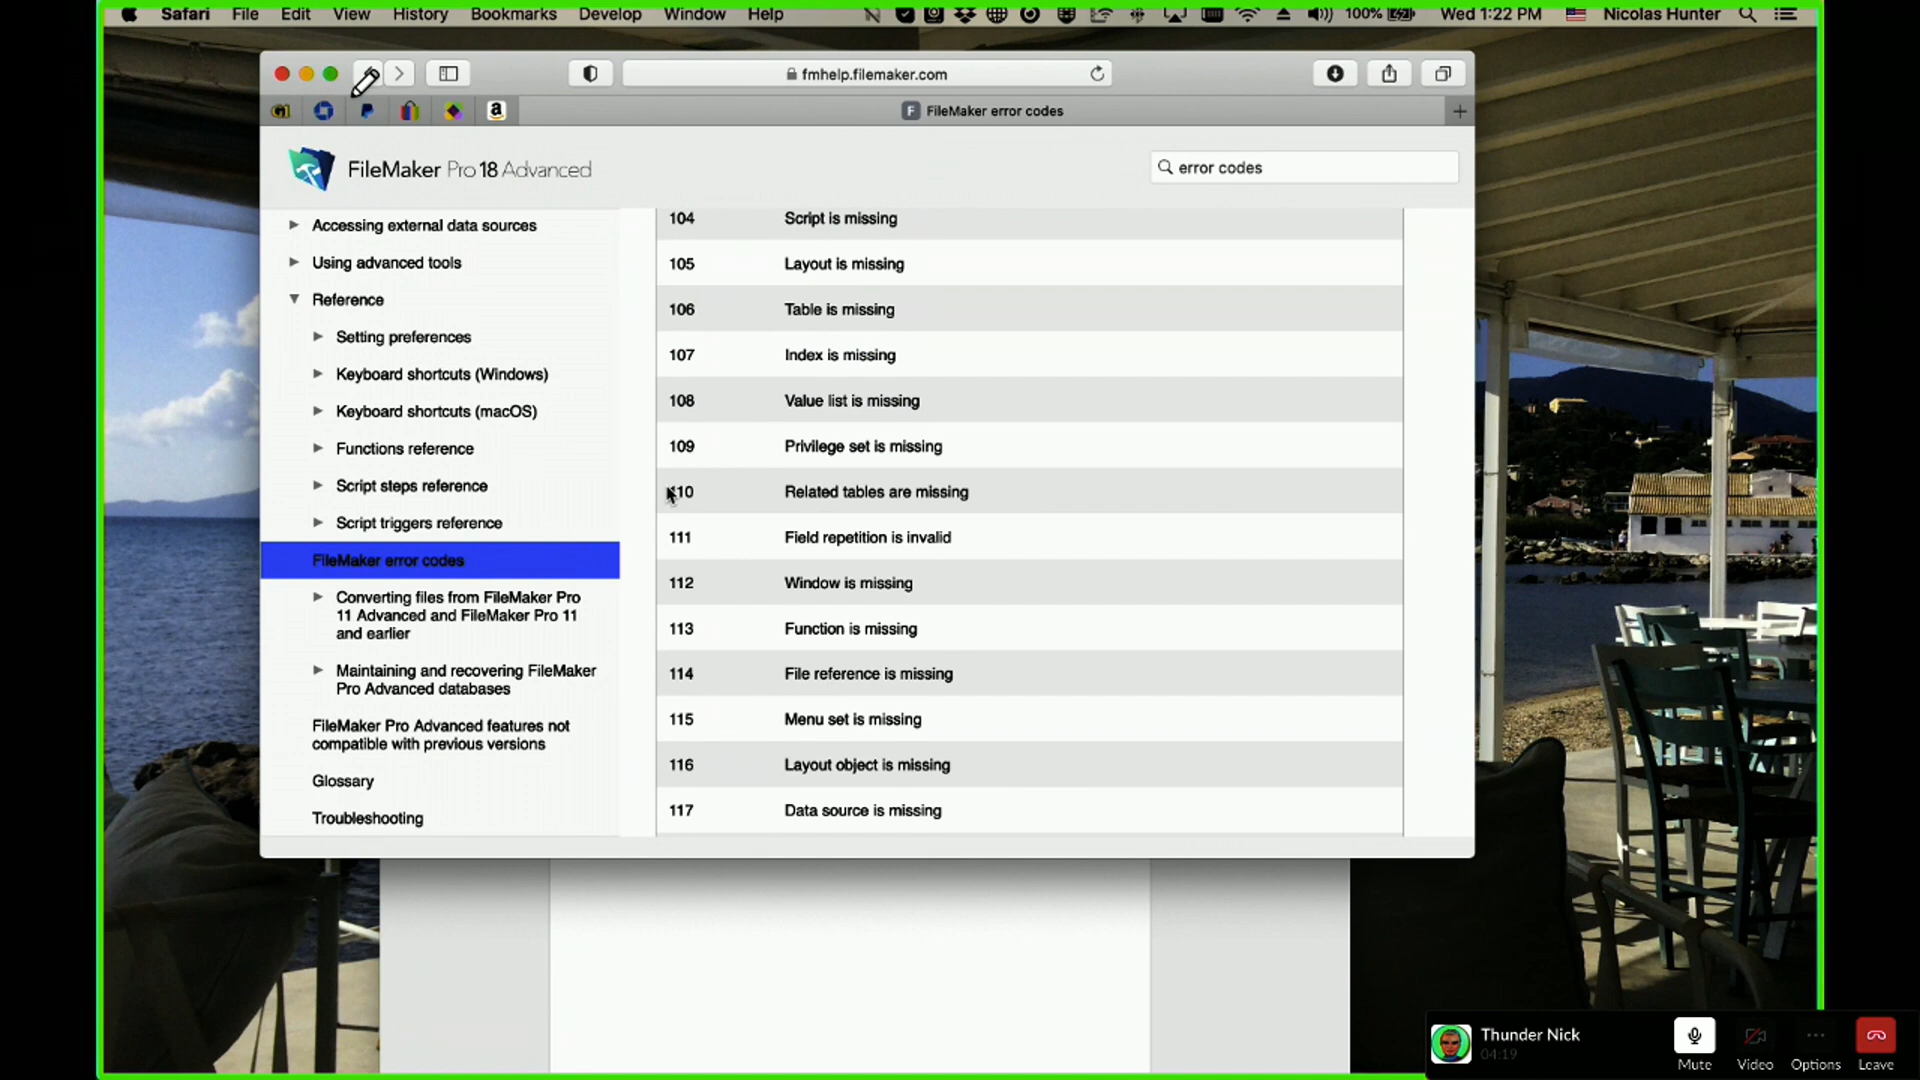 Safari File Edit View History Bookmarks Develop Window Help 100% Wed 1:22 PM Nicolas Hunter
fmhelp.filemaker.com
F FileMaker error codes
FileMaker Pro 18 Advanced
error codes
Accessing external data sources
Using advanced tools
Reference
Setting preferences
Keyboard shortcuts (Windows)
Keyboard shortcuts (macOS)
Functions reference
Script steps reference
Script triggers reference
FileMaker error codes
Converting files from FileMaker Pro
11 Advanced and FileMaker Pro 11
and earlier
Maintaining and recovering FileMaker
Pro Advanced databases
FileMaker Pro Advanced features not
compatible with previous versions
Glossary
Troubleshooting
104 Script is missing
105 Layout is missing
106 Table is missing
107 Index is missing
108 Value list is missing
109 Privilege set is missing
110 Related tables are missing
111 Field repetition is invalid
112 Window is missing
113 Function is missing
114 File reference is missing
115 Menu set is missing
116 Layout object is missing
117 Data source is missing
Thunder Nick
04:19
Mute Video Options Leave